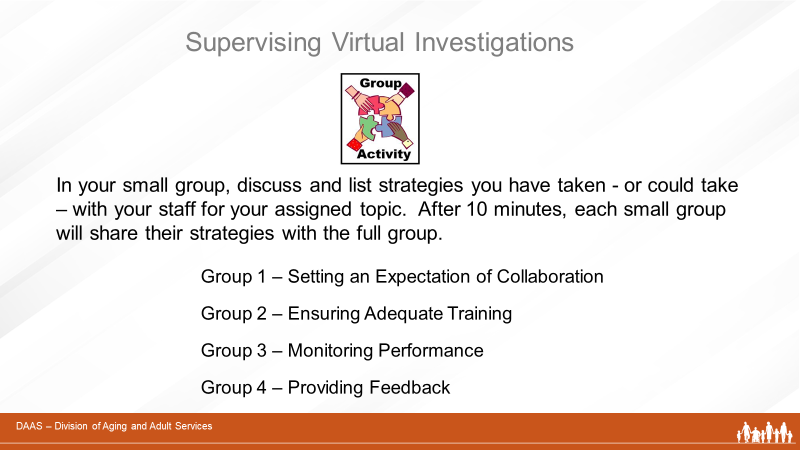 Supervising Virtual Investigations
Group
Activity
In your small group, discuss and list strategies you have taken - or could take
– with your staff for your assigned topic.  After 10 minutes, each small group
will share their strategies with the full group.
Group 1 – Setting an Expectation of Collaboration
Group 2 – Ensuring Adequate Training
Group 3 – Monitoring Performance
Group 4 – Providing Feedback
DAAS – Division of Aging and Adult Services